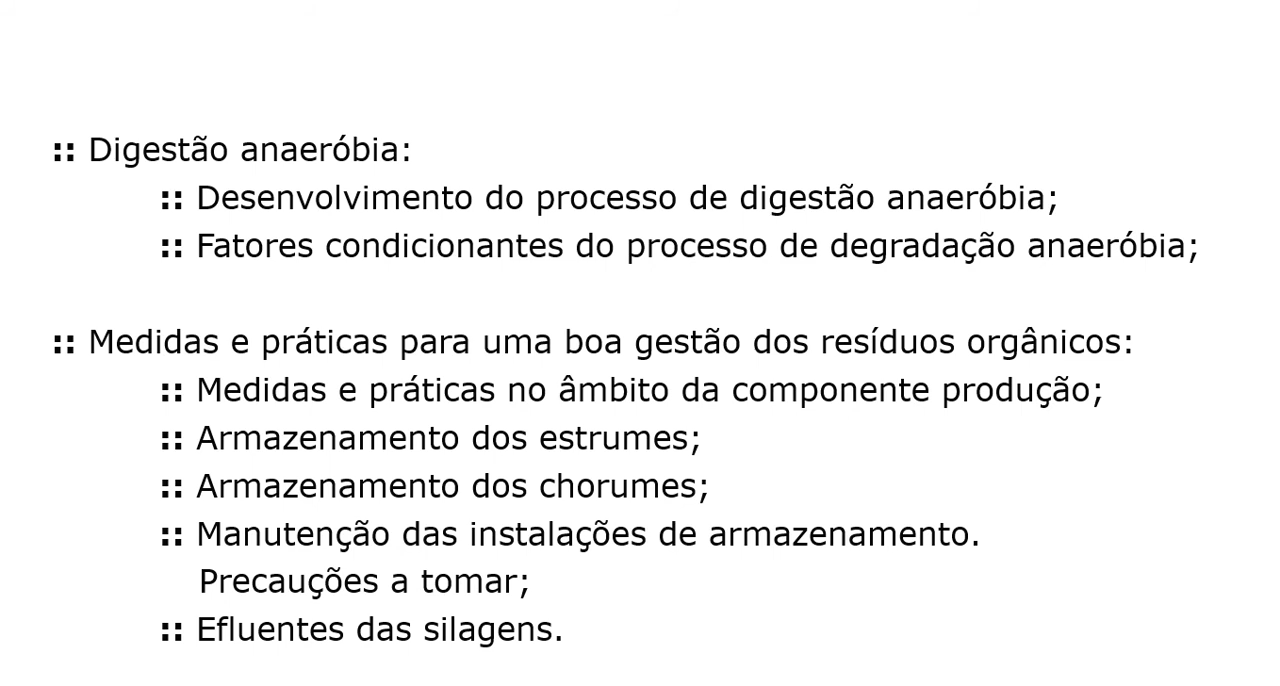 :: Digestão anaeróbia:
:: Desenvolvimento do processo de digestão anaeróbia;
:: Fatores condicionantes do processo de degradação anaeróbia;
:: Medidas e práticas para uma boa gestão dos resíduos orgânicos:
:: Medidas e práticas no âmbito da componente produção;
:: Armazenamento dos estrumes;
:: Armazenamento dos chorumes;
:: Manutenção das instalações de armazenamento.
Precauções a tomar;
:: Efluentes das silagens.